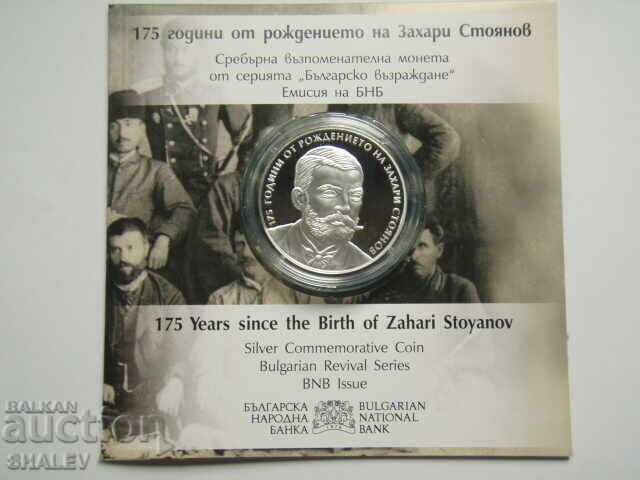 175 години от рождението на Захари Стоянов
Сребърна възпоменателна монета
от серията „Българско възраждане“
Емисия на БНБ
175 ГОДИНИ ОТ РОЖДЕНИЕТО НА ЗАХАРИ СТОЯНОВ
175 Years since the Birth of Zahari Stoyanov
Silver Commemorative Coin
Bulgarian Revival Series
BNB Issue
БЪЛГАРСКА
НАРОДНА
БАНКА
BULGARIAN
NATIONAL
BANK
1879
BALKAN
auction
SHALEV